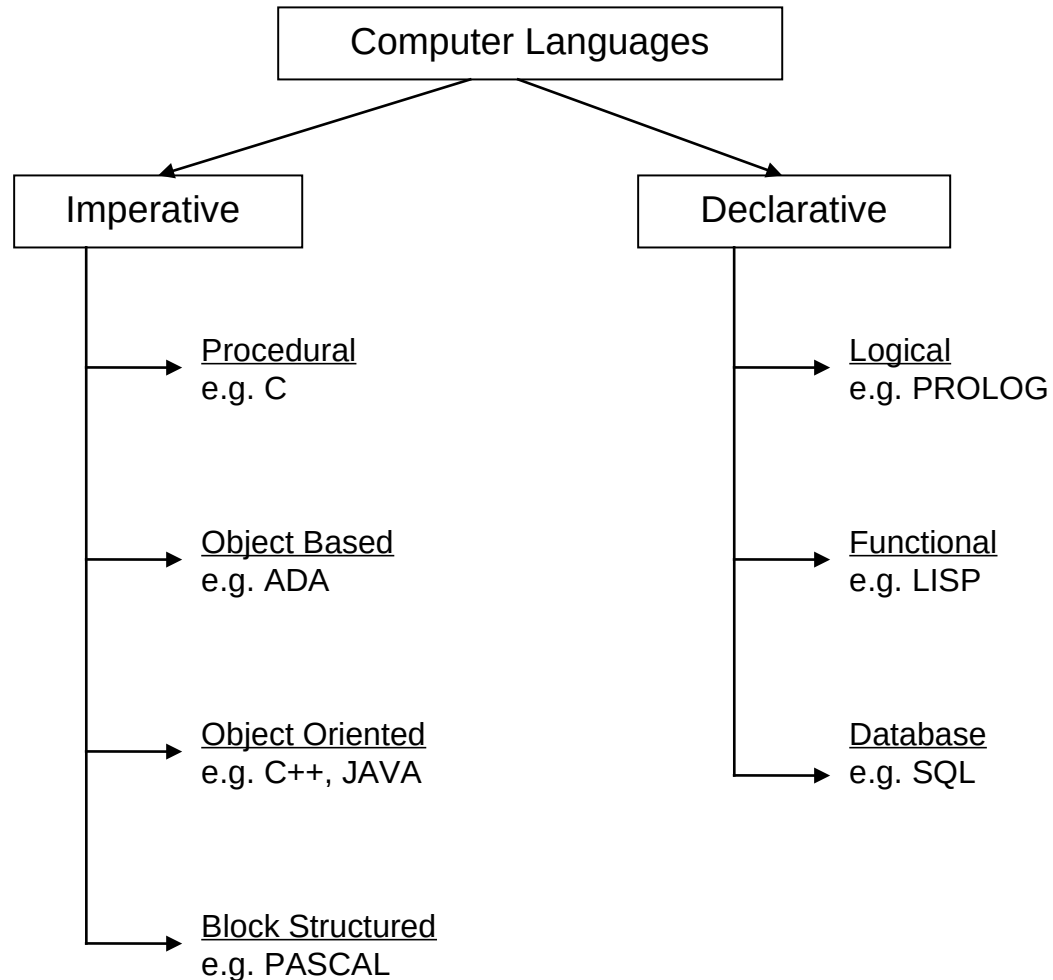 Computer Languages
Imperative
Declarative
Procedural
e.g. C
Logical
e.g. PROLOG
Object Based
e.g. ADA
Functional
e.g. LISP
Object Oriented
e.g. C++, JAVA
Database
e.g. SQL
Block Structured
e.g. PASCAL